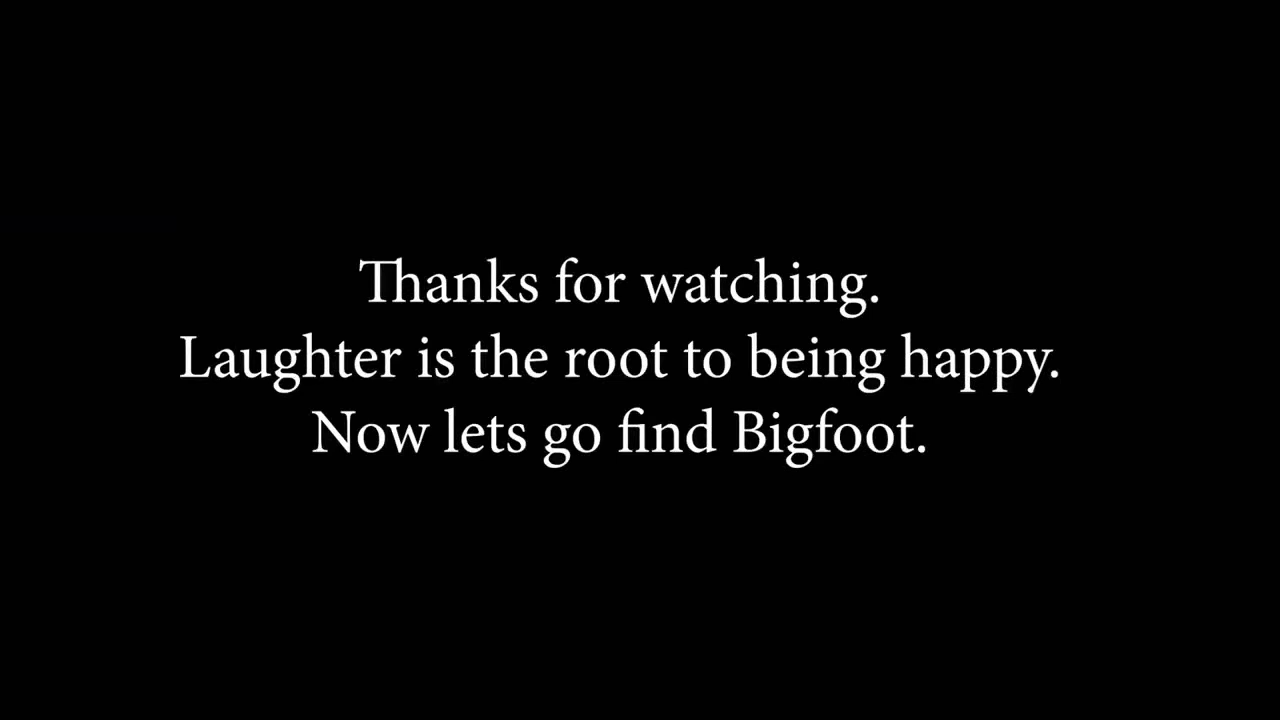 Thanks for watching.
Laughter is the root to being happy.
Now lets go find Bigfoot.